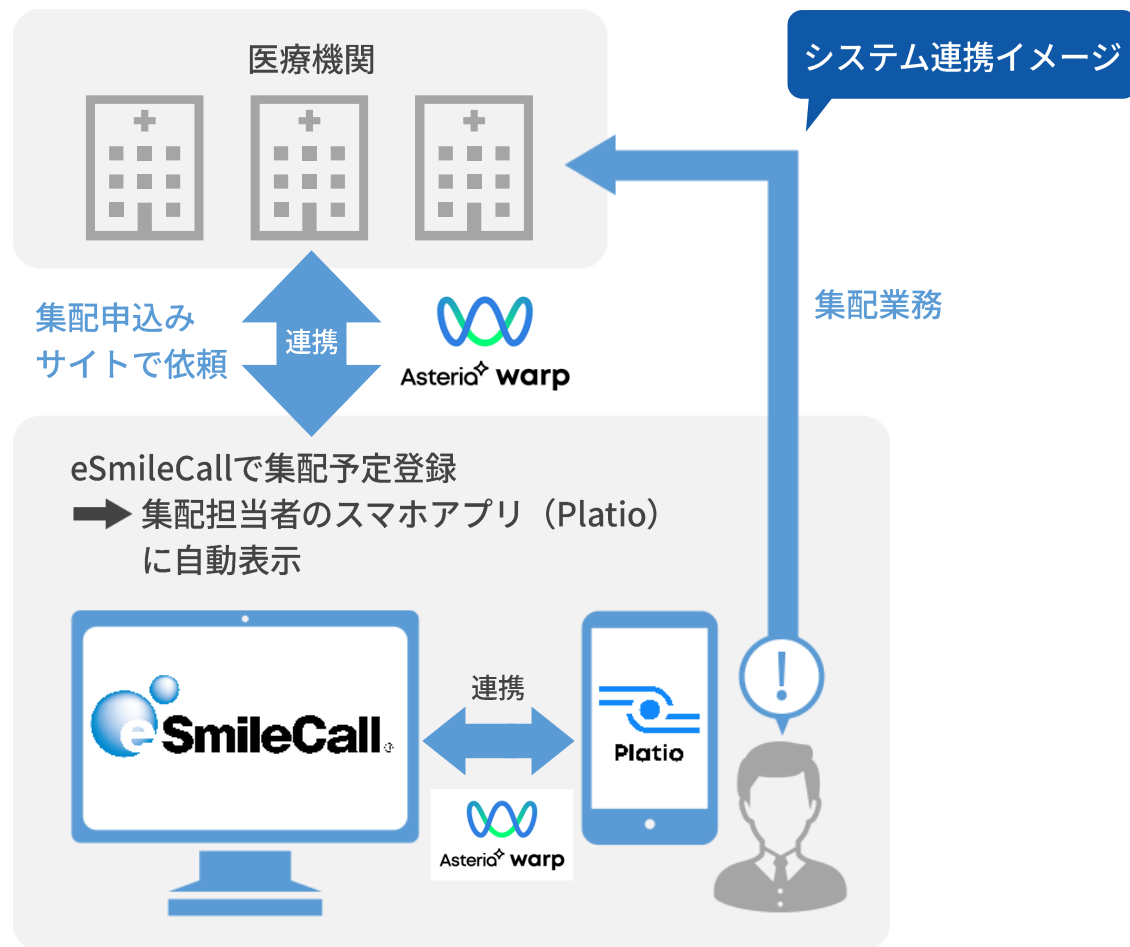 システム連携イメージ
医療機関
集配申込み
サイトで依頼
連携
Asteria warp
集配業務
eSmileCallで集配予定登録
集配担当者のスマホアプリ（Platio）
に自動表示
eSmileCall
連携
Asteria warp
Platio
!